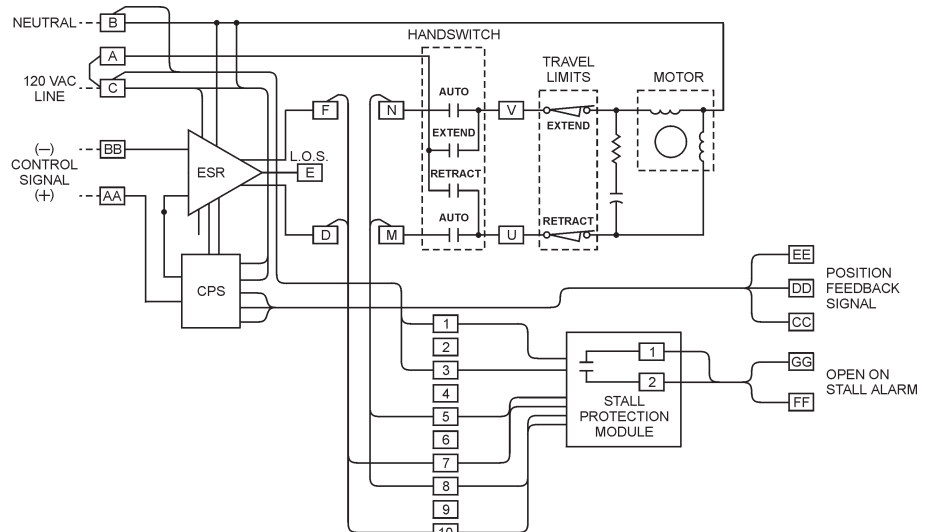 NEUTRAL
B
HANDSWITCH
A
120 VAC
LINE
C
TRAVEL
LIMITS
MOTOR
AUTO
F
N
V
EXTEND
EXTEND
(—)
CONTROL
SIGNAL
(+)
BB
AA
ESR
L.O.S.
E
RETRACT
AUTO
D
M
U
RETRACT
CPS
EE
DD
CC
POSITION
FEEDBACK
SIGNAL
1
2
3
4
5
6
7
8
9
10
1
2
STALL
PROTECTION
MODULE
GG
FF
OPEN ON
STALL ALARM